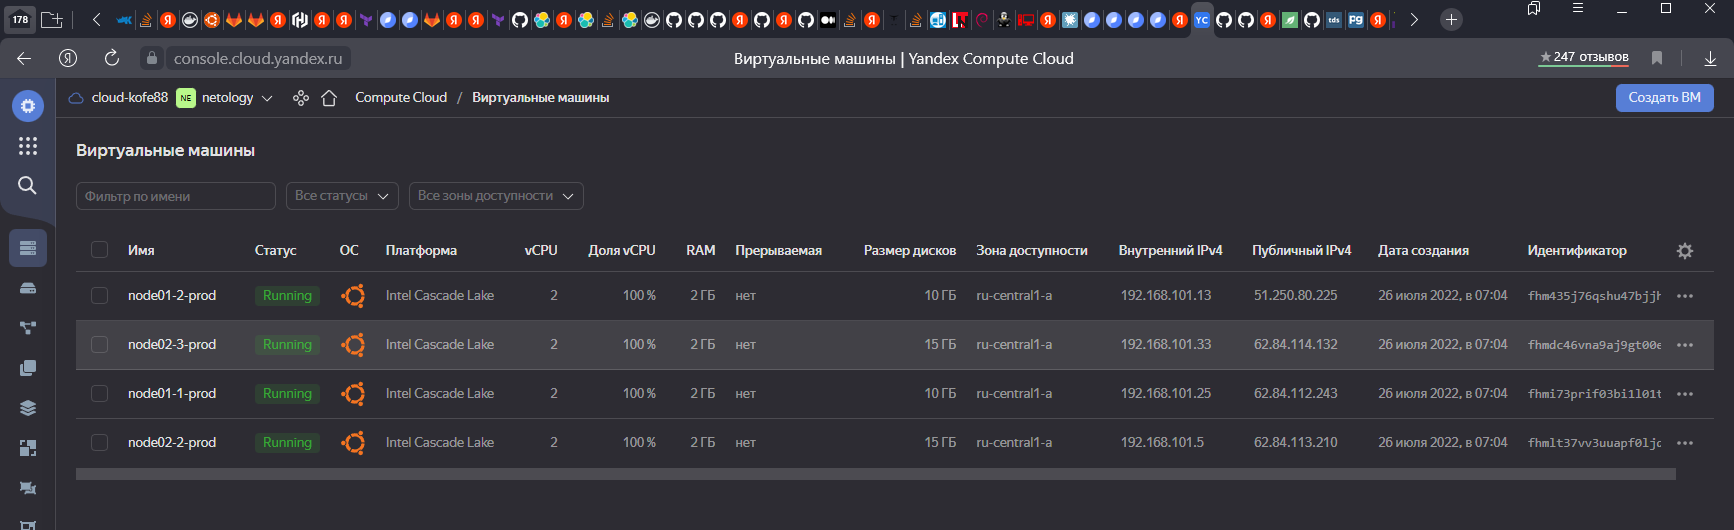 178
console.cloud.yandex.ru
Виртуальные машины | Yandex Compute Cloud
★247 отзывов
cloud-kofe88 NE netology Compute Cloud / Виртуальные машины Создать ВМ
Виртуальные машины
Фильтр по имени Все статусы Все зоны доступности
Имя Статус ОС Платформа vCPU Доля vCPU RAM Прерываемая Размер дисков Зона доступности Внутренний IPv4 Публичный IPv4 Дата создания Идентификатор
node01-2-prod Running Intel Cascade Lake 2 100 % 2 ГБ нет 10 ГБ ru-central1-a 192.168.101.13 51.250.80.225 26 июля 2022, в 07:04 fhm435j76qshu47bjjh
node02-3-prod Running Intel Cascade Lake 2 100 % 2 ГБ нет 15 ГБ ru-central1-a 192.168.101.33 62.84.114.132 26 июля 2022, в 07:04 fhmdc46vna9aj9gt00e
node01-1-prod Running Intel Cascade Lake 2 100 % 2 ГБ нет 10 ГБ ru-central1-a 192.168.101.25 62.84.112.243 26 июля 2022, в 07:04 fhmi73prif03bi1l01t
node02-2-prod Running Intel Cascade Lake 2 100 % 2 ГБ нет 15 ГБ ru-central1-a 192.168.101.5 62.84.113.210 26 июля 2022, в 07:04